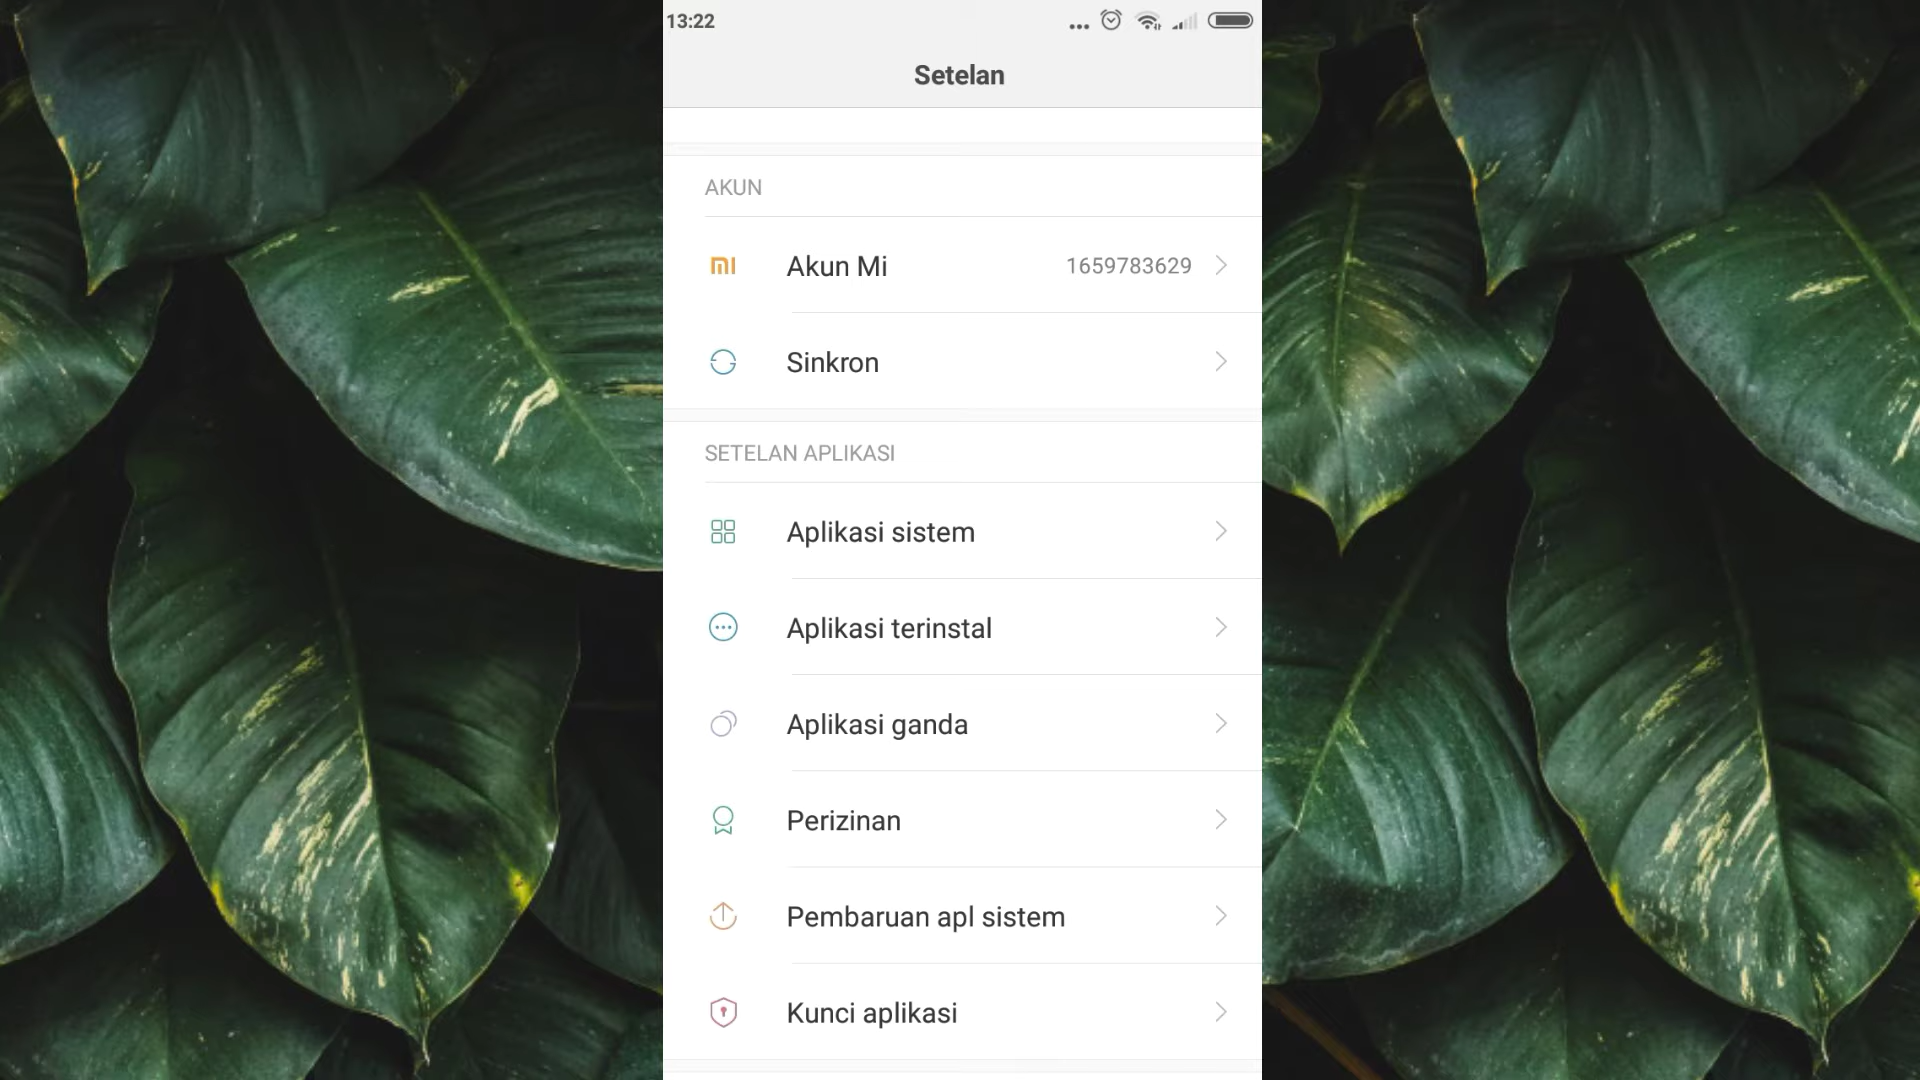 13:22
Setelan
AKUN
Akun Mi 1659783629
Sinkron
SETELAN APLIKASI
Aplikasi sistem
Aplikasi terinstal
Aplikasi ganda
Perizinan
Pembaruan apl sistem
Kunci aplikasi